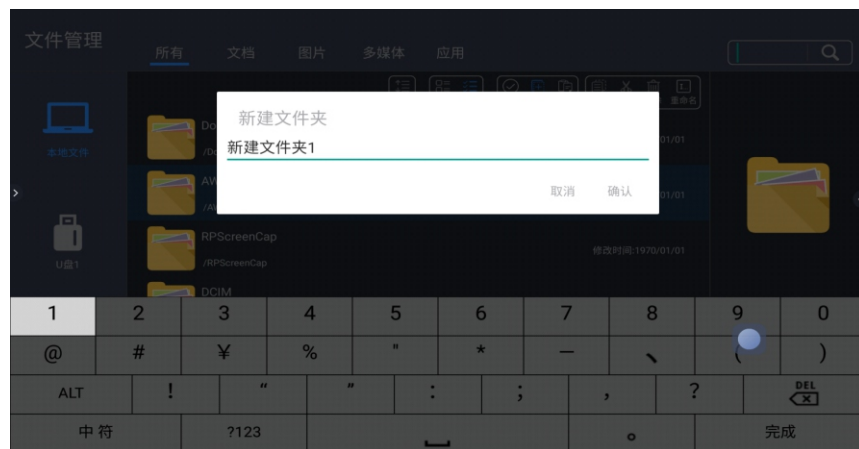 文件管理
所有 文档 图片 多媒体 应用
重命名
新建文件夹
新建文件夹1
取消 确认
本地文件
Do
/Do
01/01
AW
/AW
01/01
RPScreenCap
/RPScreenCap
修改时间:1970/01/01
U盘1
DCIM
1 2 3 4 5 6 7 8 9 0
@ # ¥ % " * — 、 ( )
ALT ! “ ” : ; , ? DEL
中符 ?123 。 完成